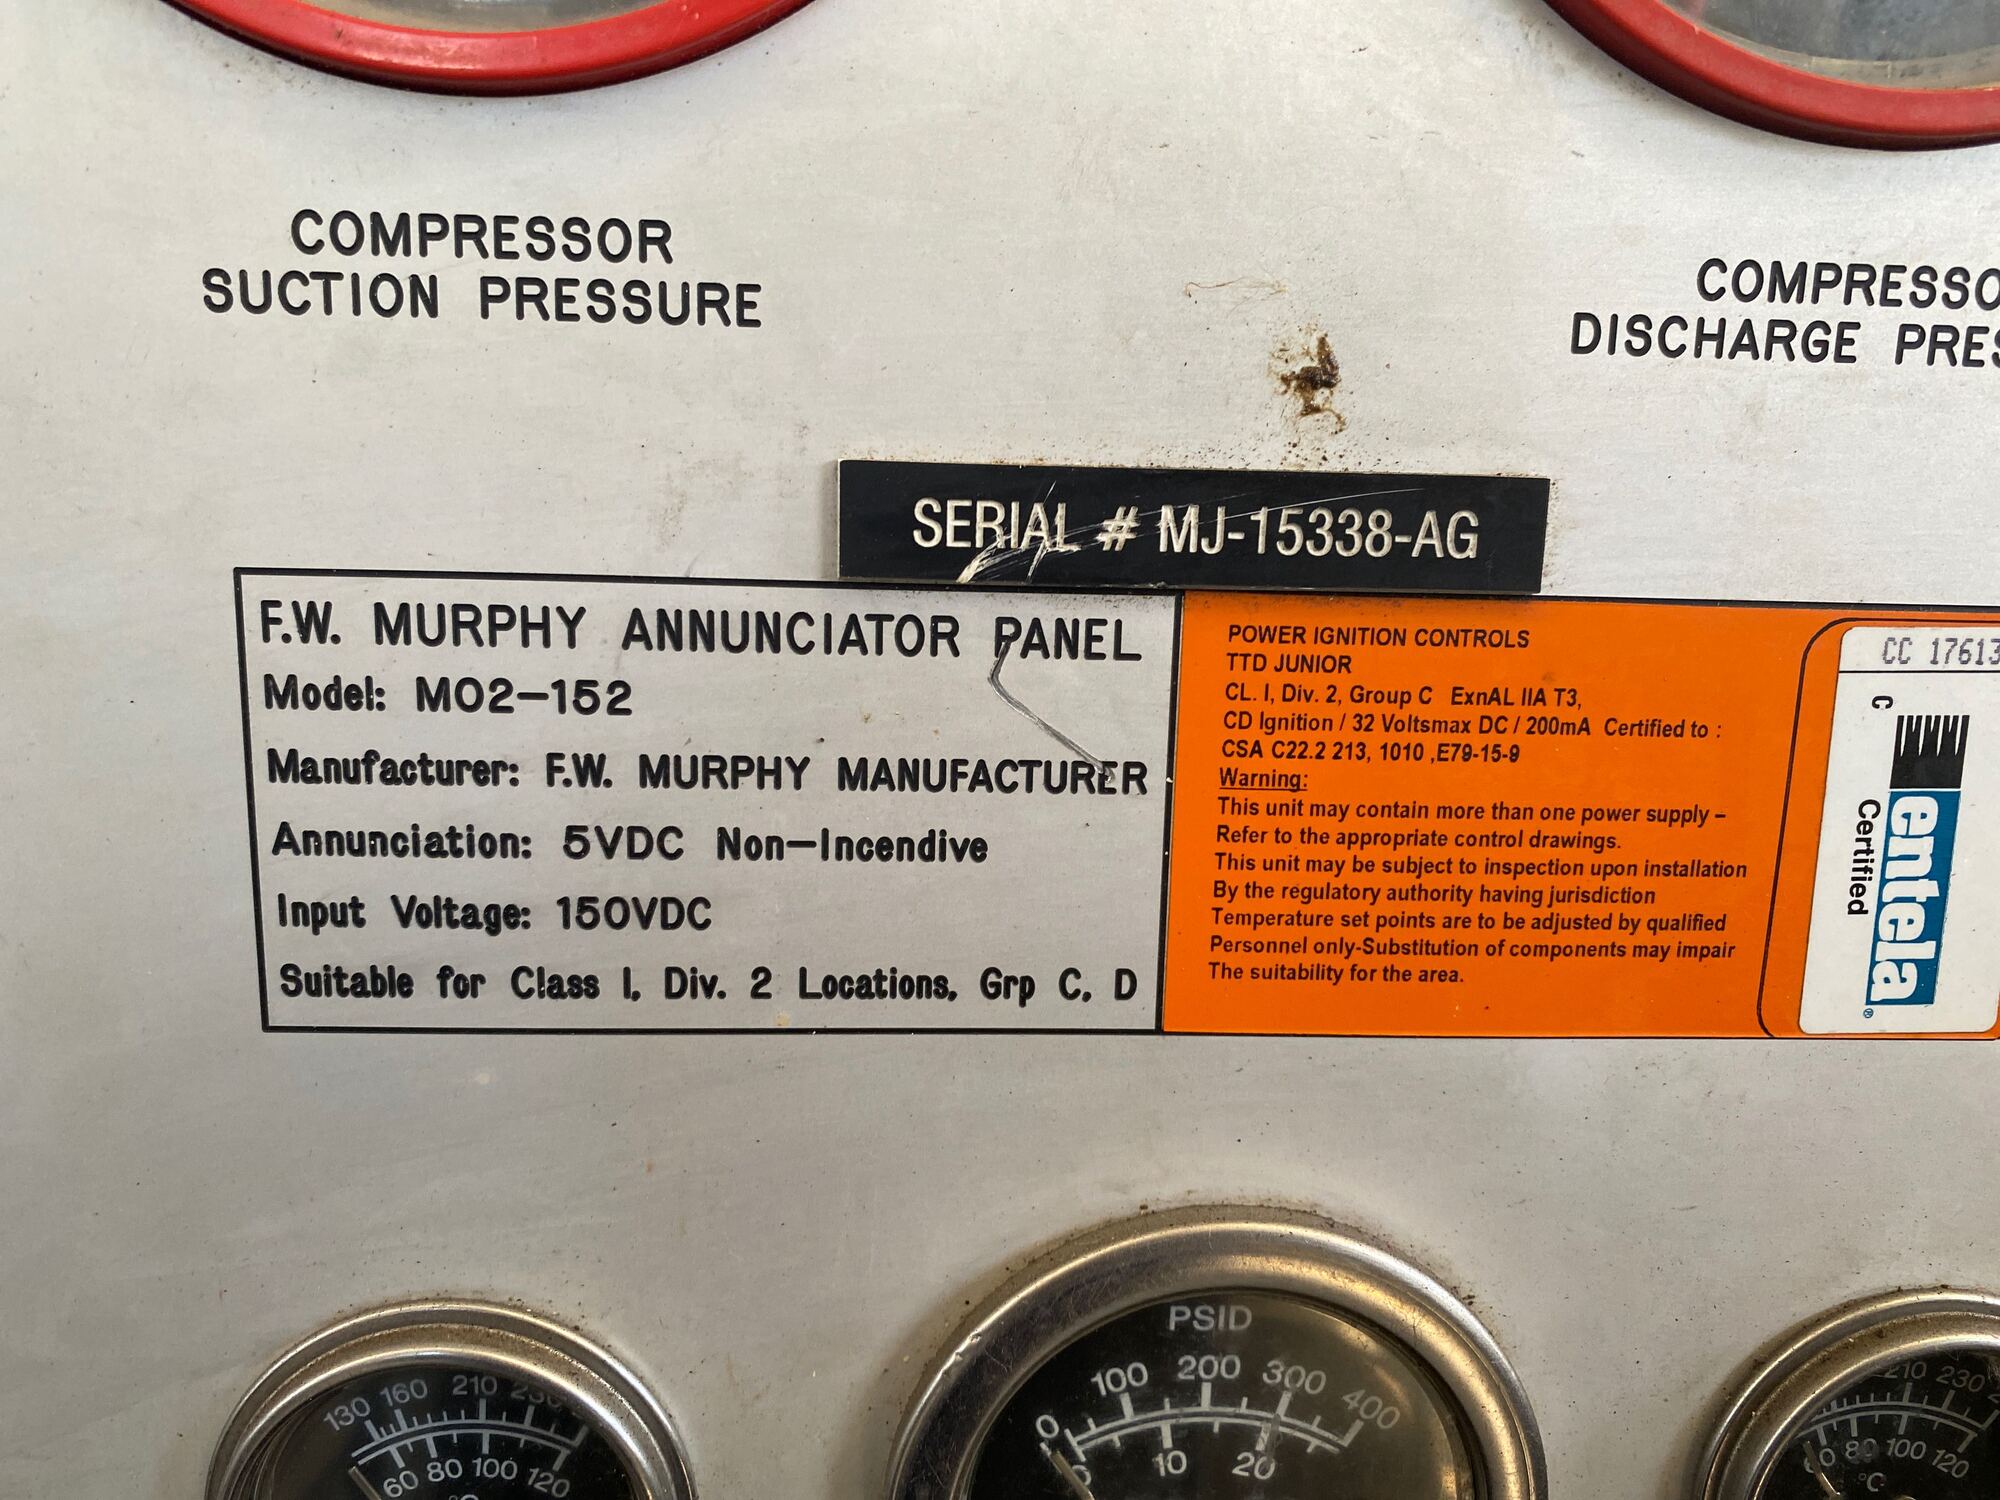 COMPRESSOR
SUCTION PRESSURE
COMPRESSO
DISCHARGE PRES
SERIAL # MJ-15338-AG
F.W. MURPHY ANNUNCIATOR PANEL
Model: MO2-152
Manufacturer: F.W. MURPHY MANUFACTURER
Annunciation: 5VDC Non-Incendive
Input Voltage: 150VDC
Suitable for Class I, Div. 2 Locations, Grp C, D
POWER IGNITION CONTROLS
TTD JUNIOR
CL. I, Div. 2, Group C ExnAL IIA T3,
CD Ignition / 32 Voltsmax DC / 200mA Certified to :
CSA C22.2 213, 1010 ,E79-15-9
Warning:
This unit may contain more than one power supply –
Refer to the appropriate control drawings.
This unit may be subject to inspection upon installation
By the regulatory authority having jurisdiction
Temperature set points are to be adjusted by qualified
Personnel only-Substitution of components may impair
The suitability for the area.
CC 17613
C
entela®
Certified
130 160 210
60 80 100 120
°C
PSID
0 100 200 300 400
0 10 20
210 230
60 80 100 120
°C